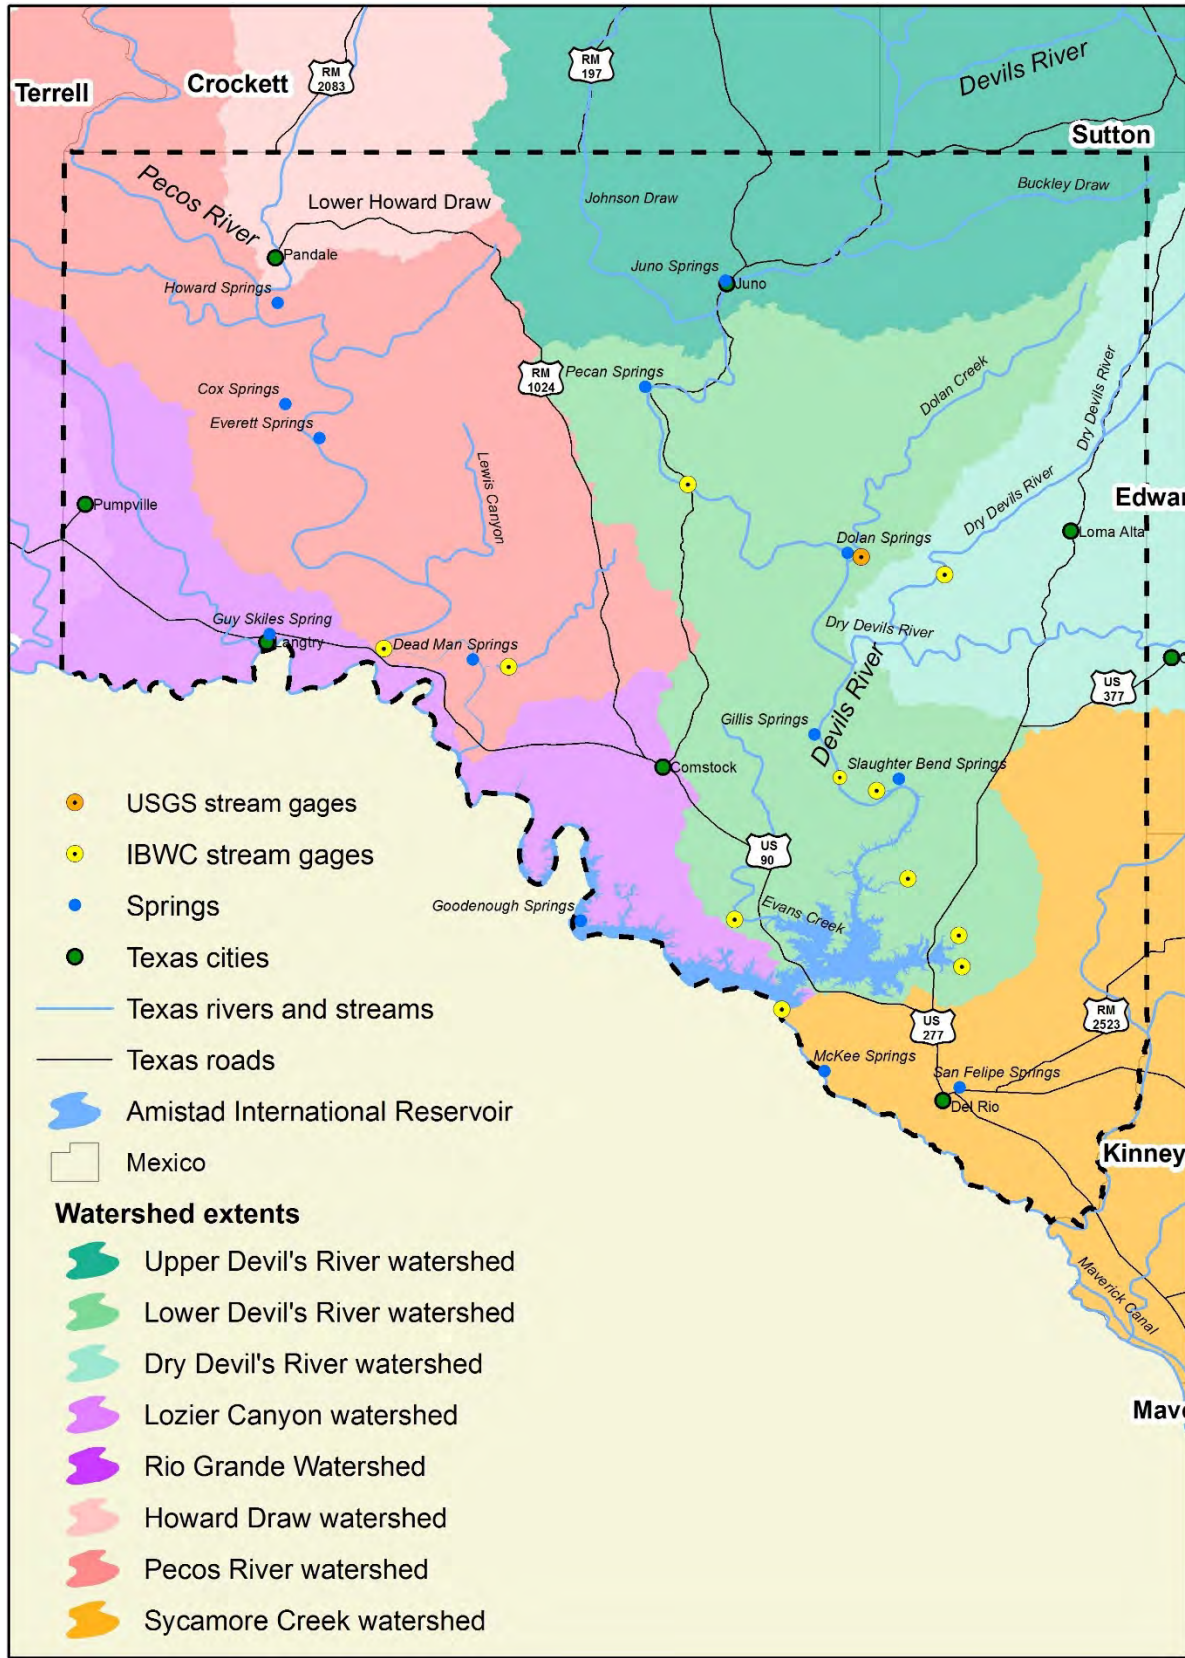 Devils River
RM
197
RM
2083
Crockett
Terrell
Sutton
Pecos River
Lower Howard Draw
Johnson Draw
Buckley Draw
Pandale
Juno Springs
Juno
Howard Springs
RM
1024
Pecan Springs
Dolan Creek
Dry Devils River
Cox Springs
Everett Springs
Lewis Canyon
Dry Devils River
Pumpville
Edwar
Loma Alta
Dolan Springs
Guy Skiles Spring
Langtry
Dead Man Springs
Dry Devils River
US
377
Devils River
Gillis Springs
Slaughter Bend Springs
Comstock
US
90
Evans Creek
Goodenough Springs
US
277
RM
2523
McKee Springs
San Felipe Springs
Del Rio
Kinney
Maverick Canal
Mave
USGS stream gages
IBWC stream gages
Springs
Texas cities
Texas rivers and streams
Texas roads
Amistad International Reservoir
Mexico
Watershed extents
Upper Devil's River watershed
Lower Devil's River watershed
Dry Devil's River watershed
Lozier Canyon watershed
Rio Grande Watershed
Howard Draw watershed
Pecos River watershed
Sycamore Creek watershed